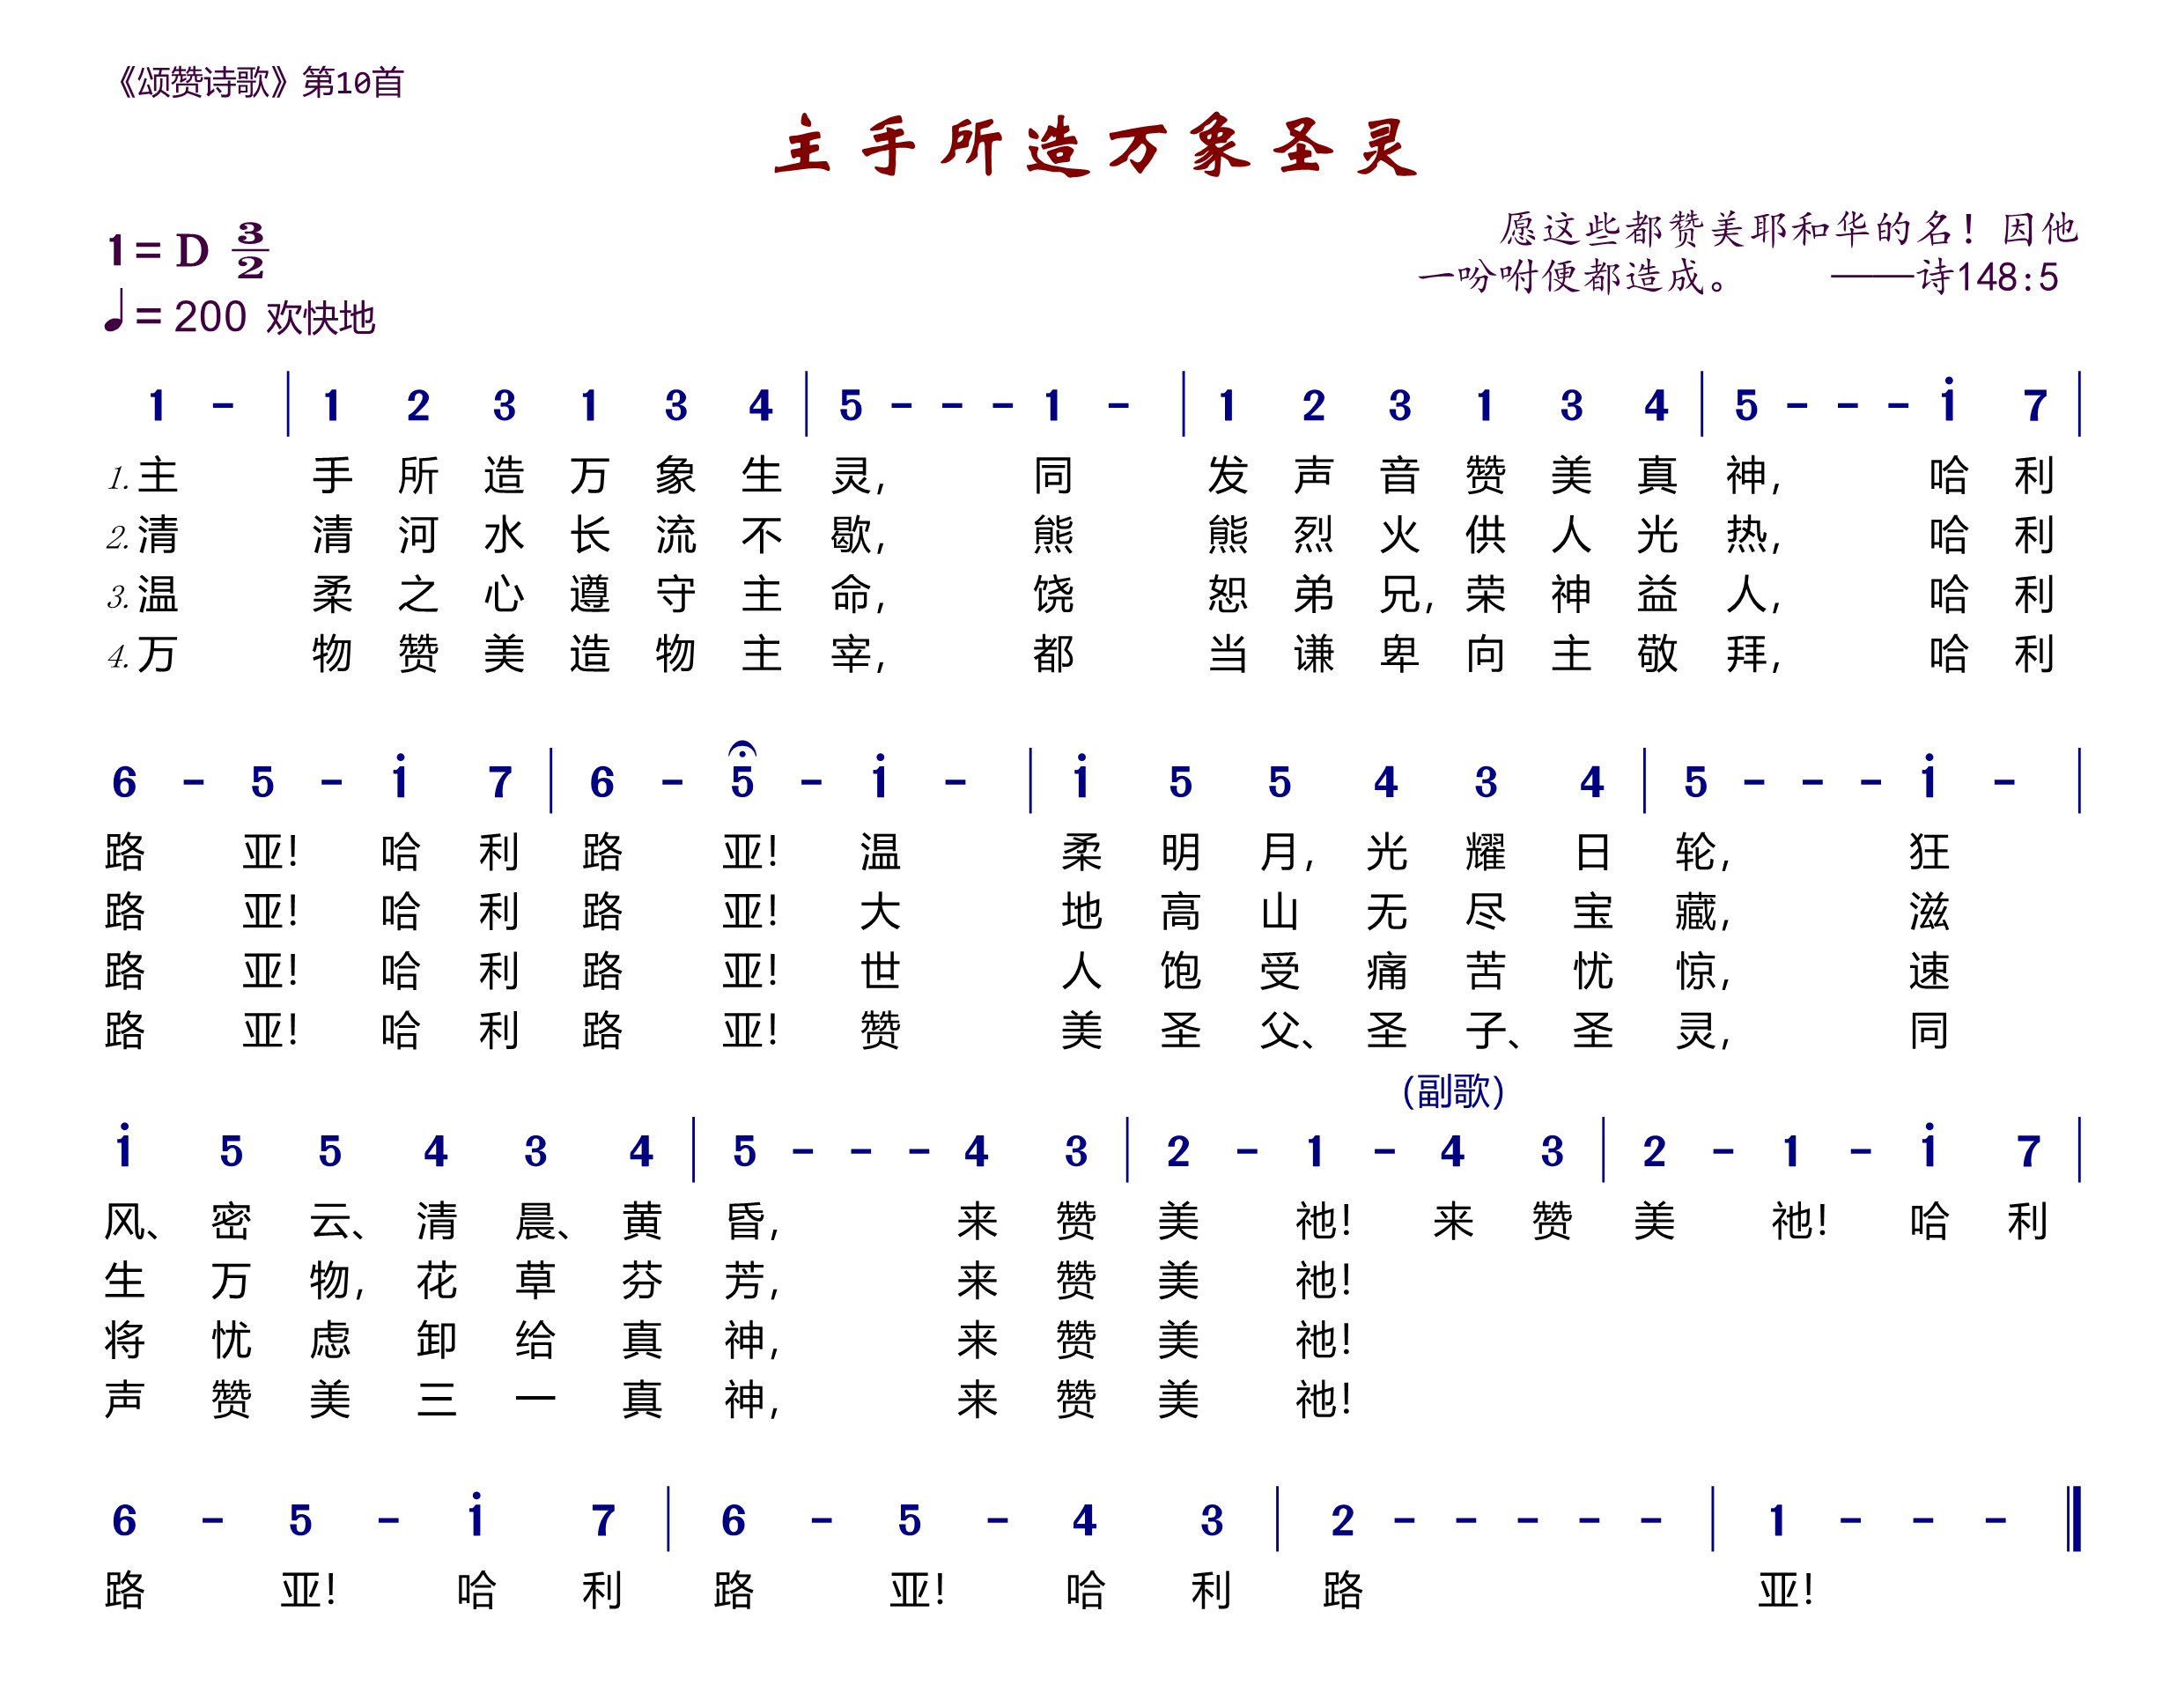 《颂赞诗歌》第10首
主手所造万象圣灵
1= D 3/2
愿这些都赞美耶和华的名！因他
一吩咐便都造成。 ——诗148:5
♩= 200 欢快地
1 - | 1 2 3 1 3 4 | 5 - - - 1 - | 1 2 3 1 3 4 | 5 - - - 1̇ 7 |
1.主 手所造万象生灵, 同 发声音赞美真神, 哈利
2.清 清河水长流不歇, 熊 熊烈火供人光热, 哈利
3.温 柔之心遵守主命, 饶 恕弟兄,荣神益人, 哈利
4.万 物赞美造物主宰, 都 当谦卑向主敬拜, 哈利
6 - 5 - 1̇ 7 | 6 - 5 - 1̇ - | 1̇ 5 5 4 3 4 | 5 - - - 1̇ - |
路 亚! 哈利 路 亚! 温 柔明月, 光耀日轮, 狂
路 亚! 哈利 路 亚! 大 地高山无尽宝藏, 滋
路 亚! 哈利 路 亚! 世 人饱受痛苦忧惊, 速
路 亚! 哈利 路 亚! 赞 美圣父、圣子、圣灵, 同
(副歌)
1̇ 5 5 4 3 4 | 5 - - - 4 3 | 2 - 1 - 4 3 | 2 - 1 - 1̇ 7 |
风、密云、清晨、黄昏, 来赞美 祂! 来赞美 祂! 哈利
生万物, 花草芬芳, 来赞美 祂!
将忧虑卸给真神, 来赞美 祂!
声赞美三一真神, 来赞美 祂!
6 - 5 - 1̇ 7 | 6 - 5 - 4 3 | 2 - - - - - | 1 - - - ‖
路 亚! 哈利 路 亚! 哈利路 亚!